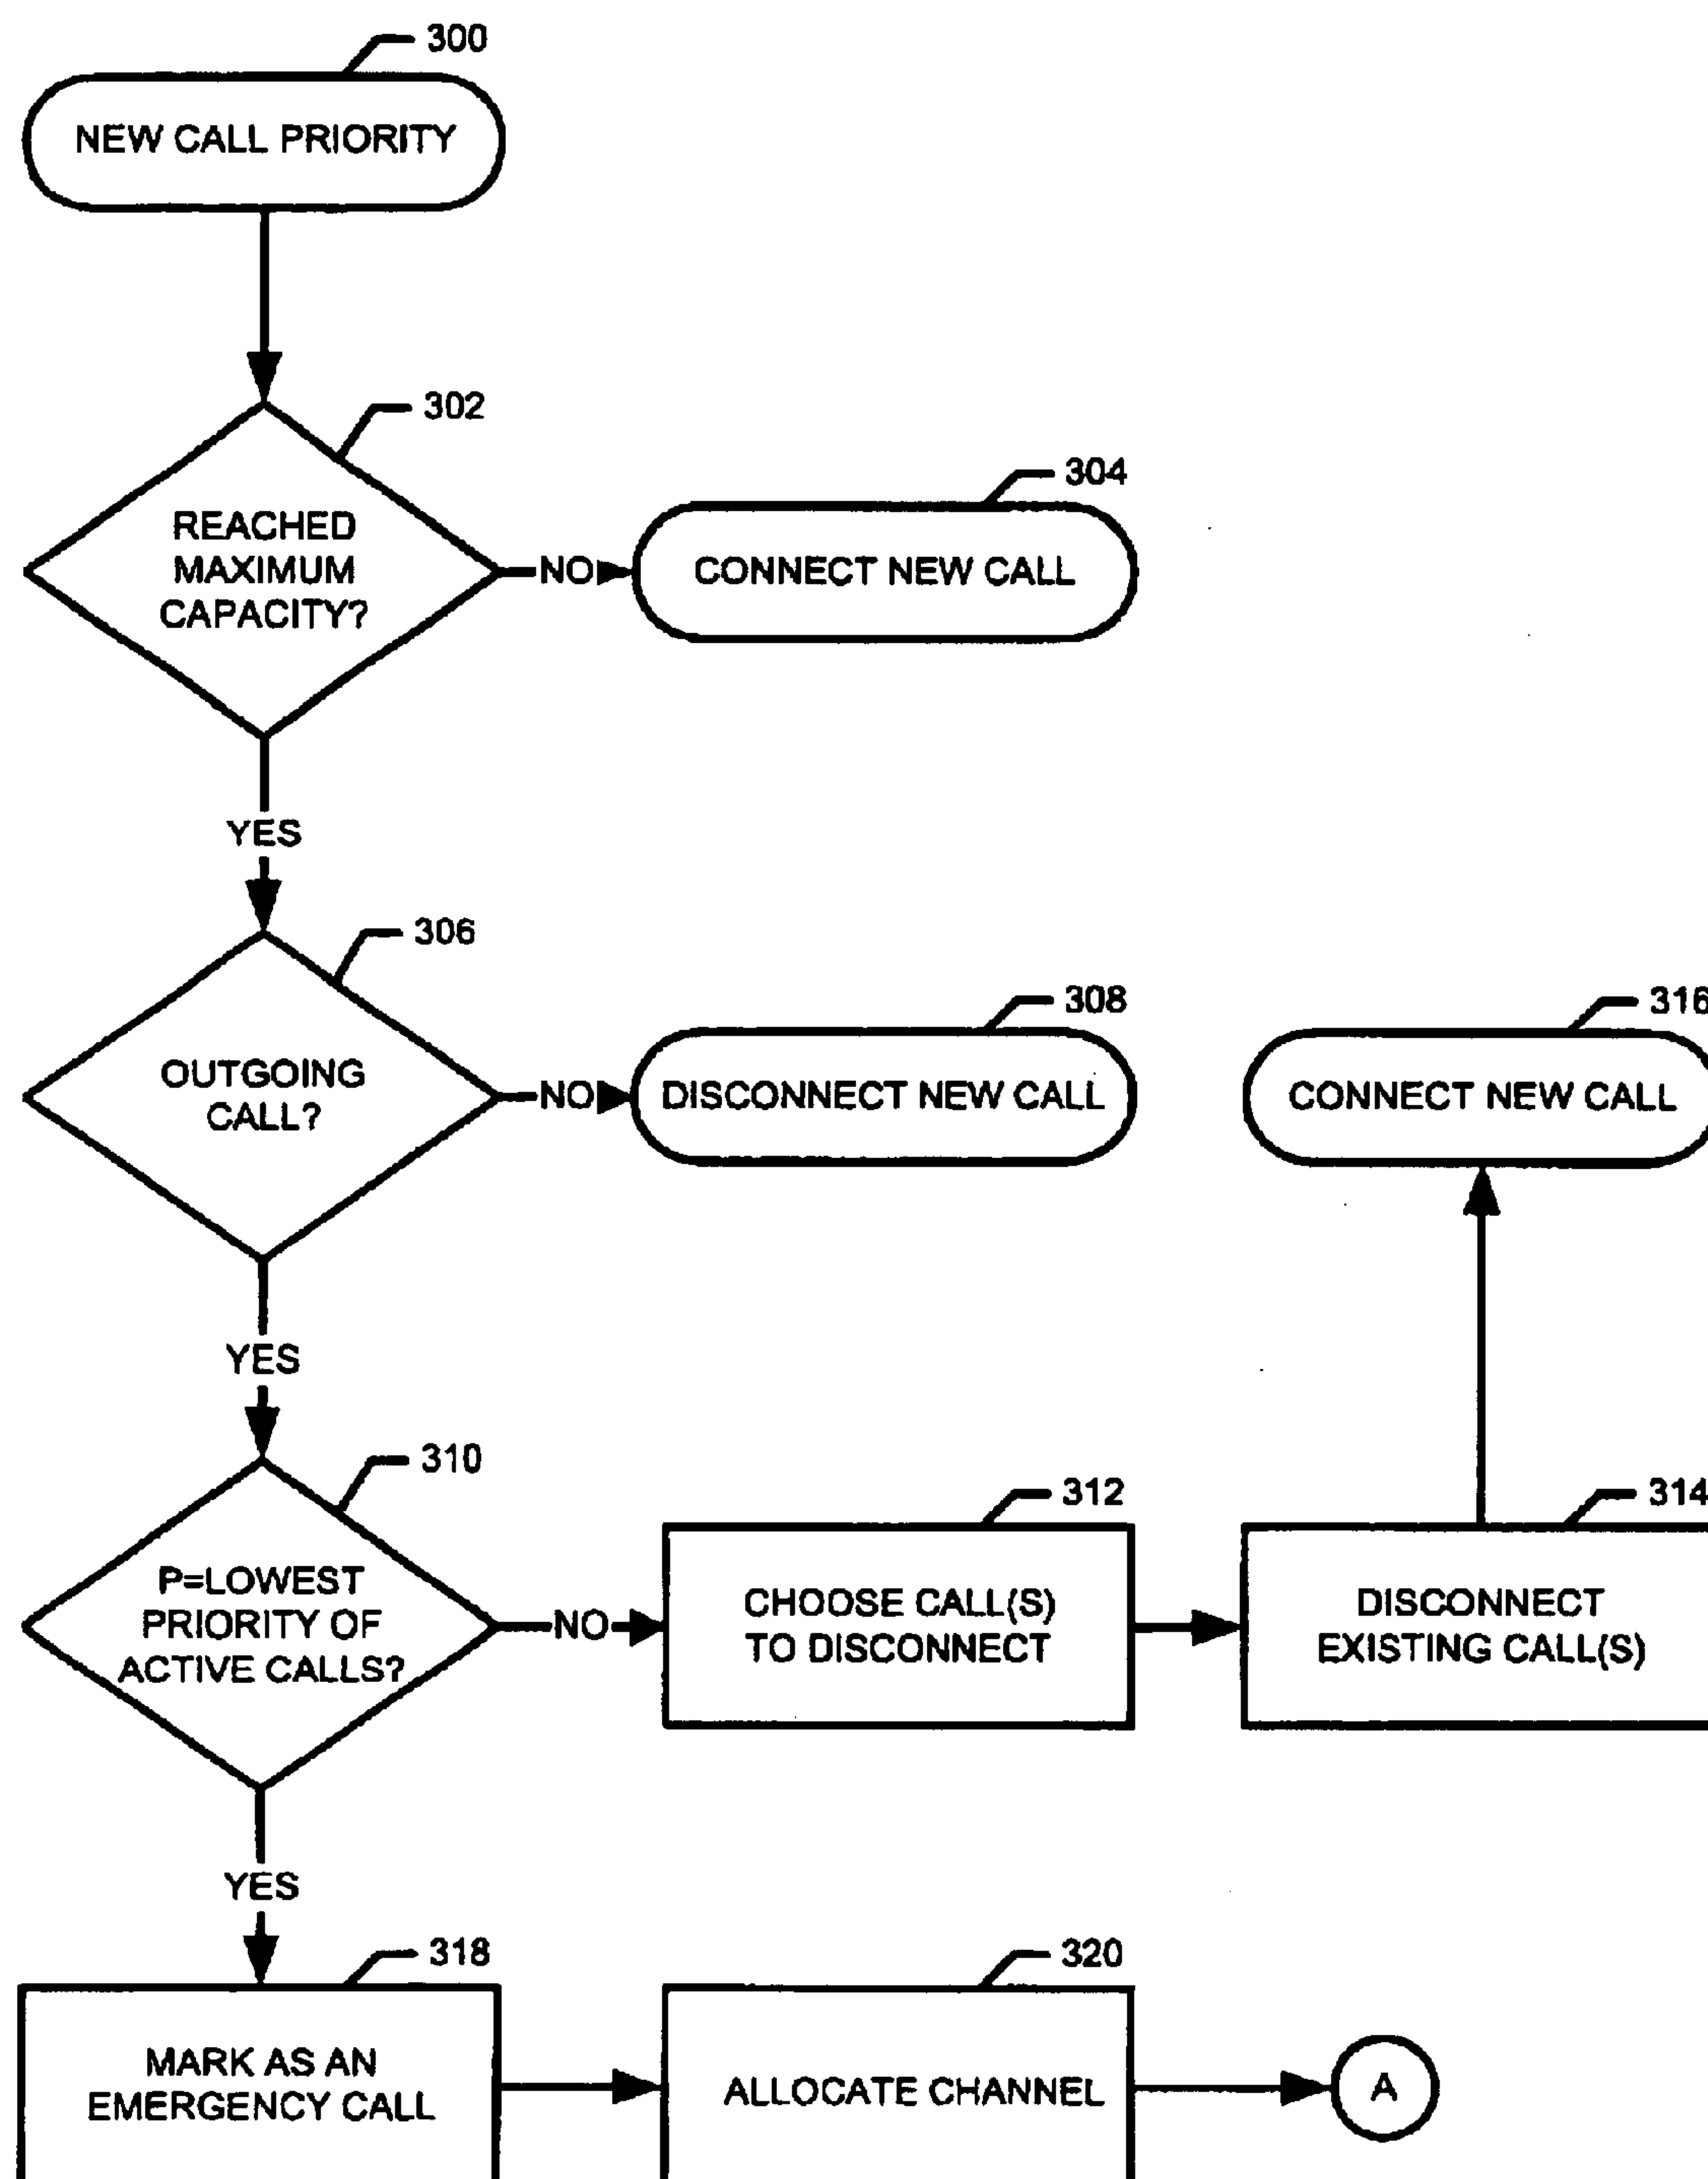 300
NEW CALL PRIORITY
302
REACHED
MAXIMUM
CAPACITY?
NO
304
CONNECT NEW CALL
YES
306
OUTGOING
CALL?
NO
308
DISCONNECT NEW CALL
316
CONNECT NEW CALL
YES
310
P=LOWEST
PRIORITY OF
ACTIVE CALLS?
NO
312
CHOOSE CALL(S)
TO DISCONNECT
314
DISCONNECT
EXISTING CALL(S)
YES
318
MARK AS AN
EMERGENCY CALL
320
ALLOCATE CHANNEL
A